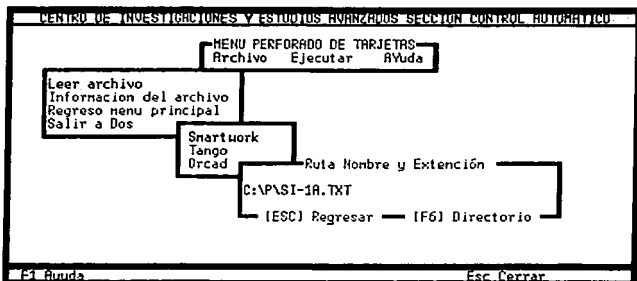 CENTRO DE INVESTIGACIONES Y ESTUDIOS AVANZADOS SECCION CONTROL AUTOMATICO
MENU PERFORADO DE TARJETAS
Archivo Ejecutar AYuda
Leer archivo
Informacion del archivo
Regreso menu principal
Salir a Dos
Smartwork
Tango
Orcad
Ruta Nombre y Extención
C:\P\SI-1A.TXT
[ESC] Regresar [F6] Directorio
F1 Ayuda Esc Cerrar